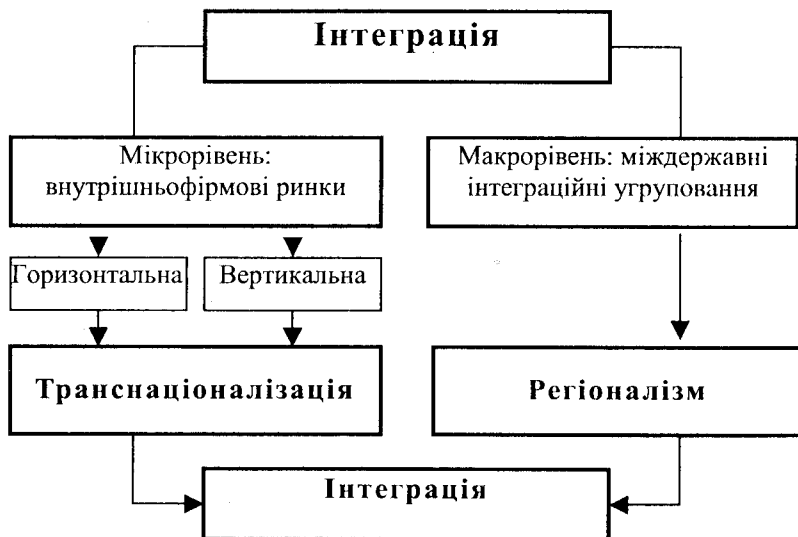 Інтеграція
Мікрорівень:
внутрішньофірмові ринки
Макрорівень: міждержавні
інтеграційні угруповання
Горизонтальна
Вертикальна
Транснаціоналізація
Регіоналізм
Інтеграція